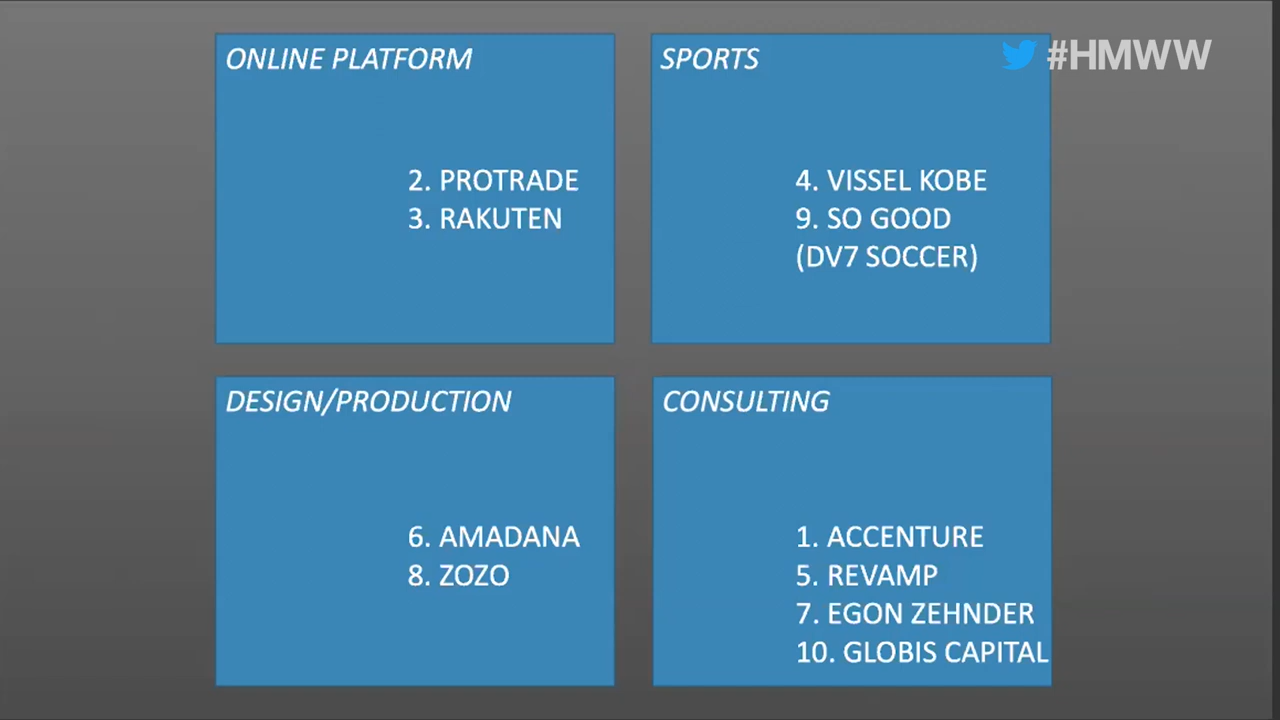 ONLINE PLATFORM
2. PROTRADE
3. RAKUTEN
SPORTS
#HMWW
4. VISSEL KOBE
9. SO GOOD
(DV7 SOCCER)
DESIGN/PRODUCTION
6. AMADANA
8. ZOZO
CONSULTING
1. ACCENTURE
5. REVAMP
7. EGON ZEHNDER
10. GLOBIS CAPITAL